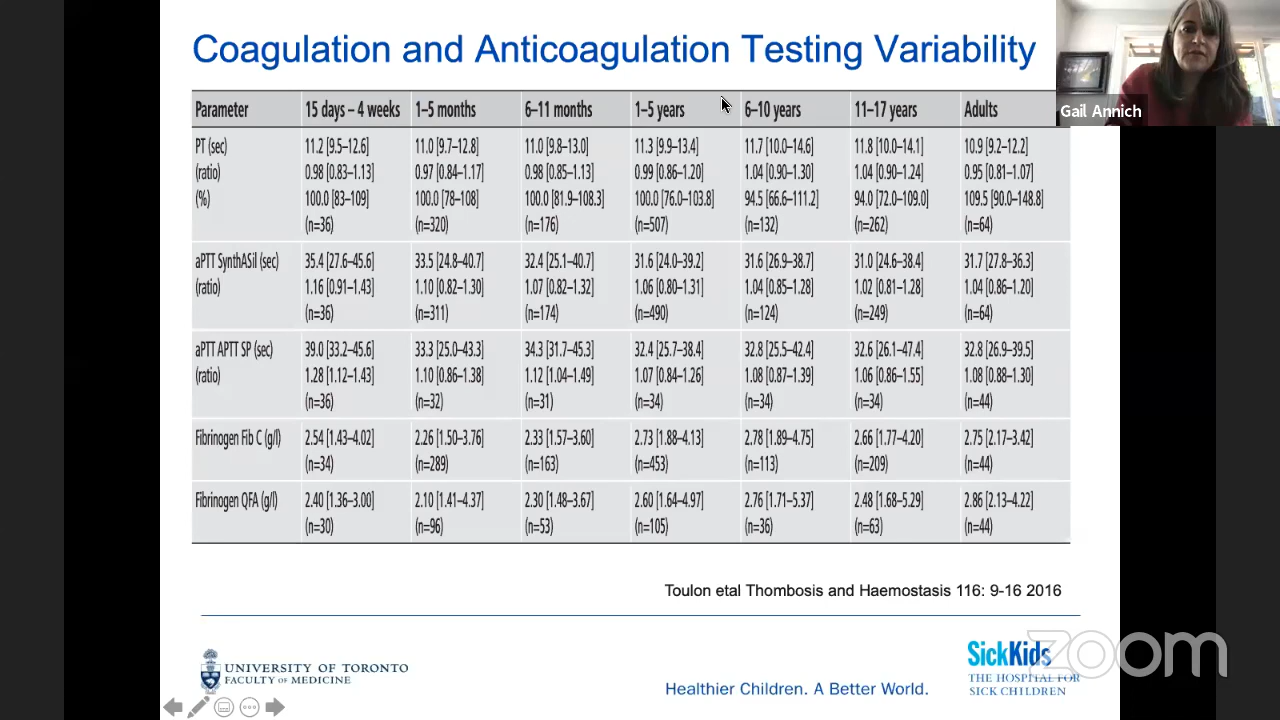 Coagulation and Anticoagulation Testing Variability
Gail Annich
Parameter 15 days – 4 weeks 1–5 months 6–11 months 1–5 years 6–10 years 11–17 years Adults
PT (sec) 11.2 [9.5–12.6] 11.0 [9.7–12.8] 11.0 [9.8–13.0] 11.3 [9.9–13.4] 11.7 [10.0–14.6] 11.8 [10.0–14.1] 10.9 [9.2–12.2]
(ratio) 0.98 [0.83–1.13] 0.97 [0.84–1.17] 0.98 [0.85–1.13] 0.99 [0.86–1.20] 1.04 [0.90–1.30] 1.04 [0.90–1.24] 0.95 [0.81–1.07]
(%) 100.0 [83–109] 100.0 [78–108] 100.0 [81.9–108.3] 100.0 [76.0–103.8] 94.5 [66.6–111.2] 94.0 [72.0–109.0] 109.5 [90.0–148.8]
(n=36) (n=320) (n=176) (n=507) (n=132) (n=262) (n=64)
aPTT SynthASil (sec) 35.4 [27.6–45.6] 33.5 [24.8–40.7] 32.4 [25.1–40.7] 31.6 [24.0–39.2] 31.6 [26.9–38.7] 31.0 [24.6–38.4] 31.7 [27.8–36.3]
(ratio) 1.16 [0.91–1.43] 1.10 [0.82–1.30] 1.07 [0.82–1.32] 1.06 [0.80–1.31] 1.04 [0.85–1.28] 1.02 [0.81–1.28] 1.04 [0.86–1.20]
(n=36) (n=311) (n=174) (n=490) (n=124) (n=249) (n=64)
aPTT APTT SP (sec) 39.0 [33.2–45.6] 33.3 [25.0–43.3] 34.3 [31.7–45.3] 32.4 [25.7–38.4] 32.8 [25.5–42.4] 32.6 [26.1–47.4] 32.8 [26.9–39.5]
(ratio) 1.28 [1.12–1.43] 1.10 [0.86–1.38] 1.12 [1.04–1.49] 1.07 [0.84–1.26] 1.08 [0.87–1.39] 1.06 [0.86–1.55] 1.08 [0.88–1.30]
(n=36) (n=32) (n=31) (n=34) (n=34) (n=34) (n=44)
Fibrinogen Fib C (g/l) 2.54 [1.43–4.02] 2.26 [1.50–3.76] 2.33 [1.57–3.60] 2.73 [1.88–4.13] 2.78 [1.89–4.75] 2.66 [1.77–4.20] 2.75 [2.17–3.42]
(n=34) (n=289) (n=163) (n=453) (n=113) (n=209) (n=44)
Fibrinogen QFA (g/l) 2.40 [1.36–3.00] 2.10 [1.41–4.37] 2.30 [1.48–3.67] 2.60 [1.64–4.97] 2.76 [1.71–5.37] 2.48 [1.68–5.29] 2.86 [2.13–4.22]
(n=30) (n=96) (n=53) (n=105) (n=36) (n=63) (n=44)
Toulon etal Thombosis and Haemostasis 116: 9-16 2016
UNIVERSITY OF TORONTO
FACULTY OF MEDICINE
Healthier Children. A Better World.
SickKids
THE HOSPITAL FOR
SICK CHILDREN
zoom